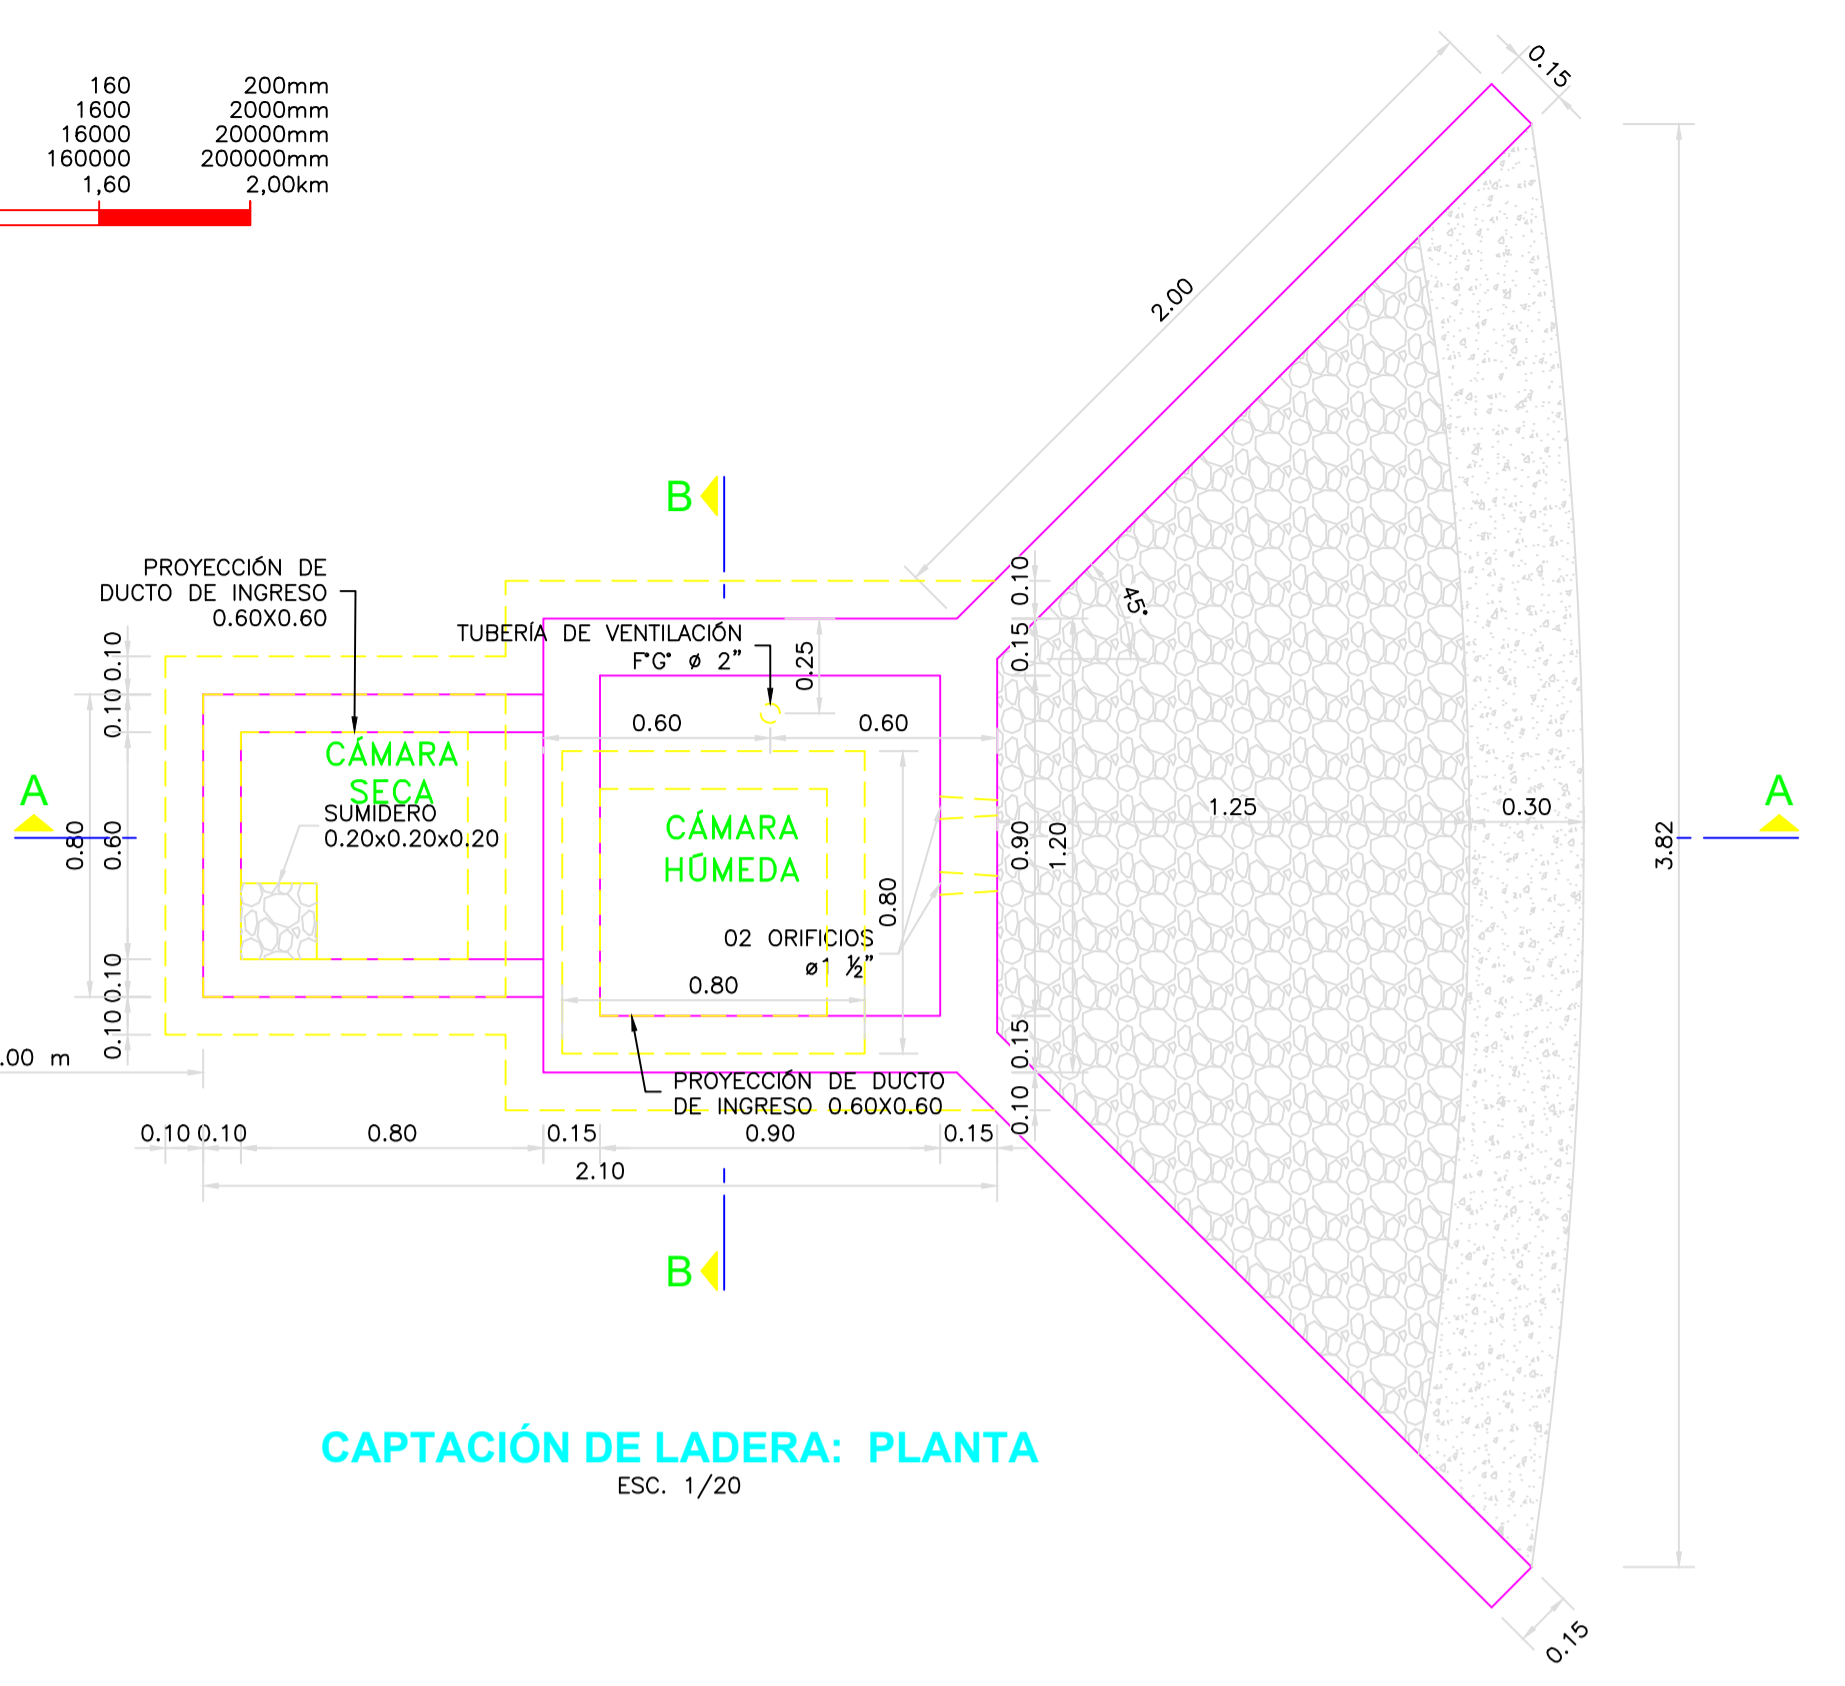 160 200mm
1600 2000mm
16000 20000mm
160000 200000mm
1,60 2,00km
0.15
2.00
B
PROYECCIÓN DE
DUCTO DE INGRESO
0.60X0.60
0.10
45°
TUBERÍA DE VENTILACIÓN
F°G° ø 2"
0.25
0.15
0.10
0.10
0.60
0.60
CÁMARA
SECA
A
A
SUMIDERO
0.20x0.20x0.20
CÁMARA
HÚMEDA
1.25
0.30
0.80
0.60
0.90
1.20
3.82
0.80
02 ORIFICIOS
ø1 ½"
0.80
0.10
0.10
.00 m
0.15
0.10
PROYECCIÓN DE DUCTO
DE INGRESO 0.60X0.60
0.10
0.10
0.80
0.15
0.90
0.15
2.10
B
CAPTACIÓN DE LADERA: PLANTA
ESC. 1/20
0.15